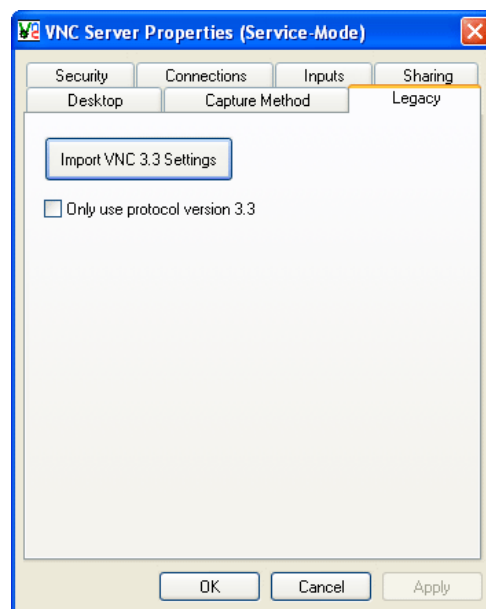 VNC Server Properties (Service-Mode)
Security Connections Inputs Sharing
Desktop Capture Method Legacy
Import VNC 3.3 Settings
Only use protocol version 3.3
OK Cancel Apply